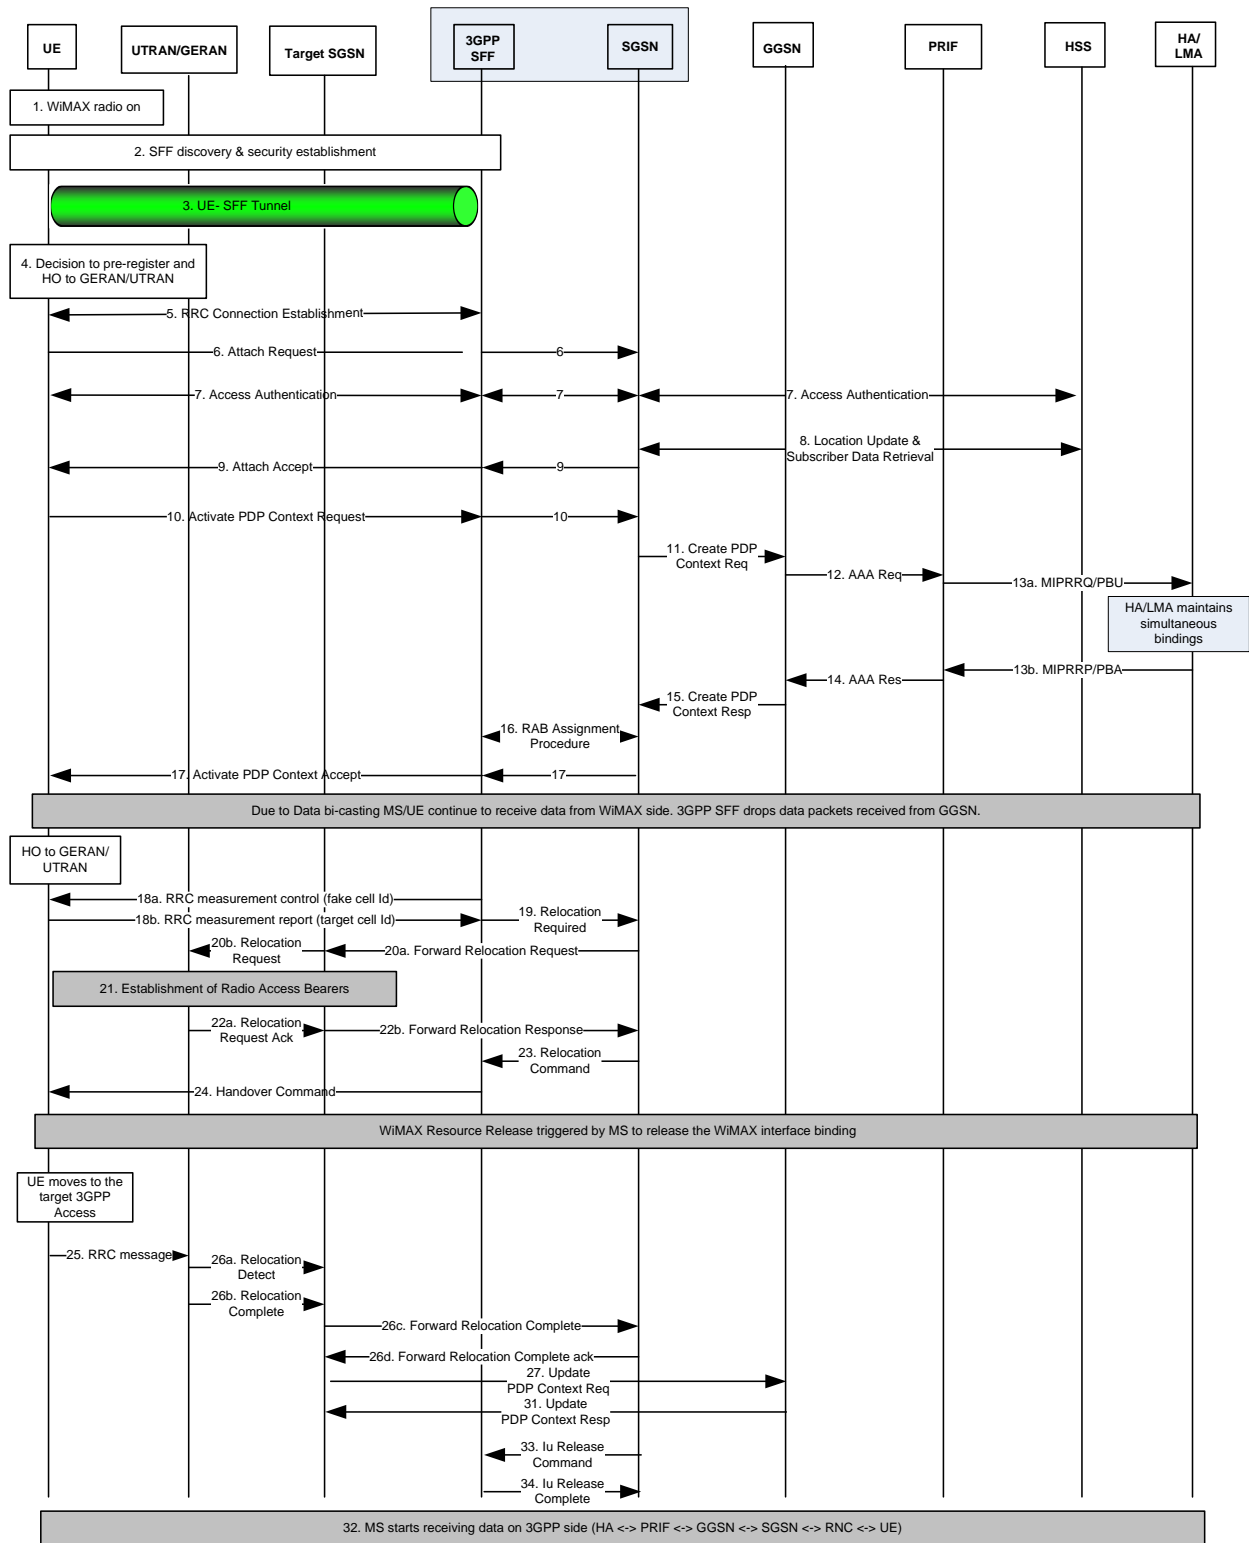 UE
UTRAN/GERAN
Target SGSN
3GPP
SFF
SGSN
GGSN
PRIF
HSS
HA/
LMA
1. WiMAX radio on
2. SFF discovery & security establishment
3. UE- SFF Tunnel
4. Decision to pre-register and
HO to GERAN/UTRAN
5. RRC Connection Establishment
6. Attach Request
6
7. Access Authentication
7
7. Access Authentication
8. Location Update &
Subscriber Data Retrieval
9. Attach Accept
9
10. Activate PDP Context Request
10
11. Create PDP
Context Req
12. AAA Req
13a. MIPRRQ/PBU
HA/LMA maintains
simultaneous
bindings
13b. MIPRRP/PBA
14. AAA Res
15. Create PDP
Context Resp
16. RAB Assignment
Procedure
17. Activate PDP Context Accept
17
Due to Data bi-casting MS/UE continue to receive data from WiMAX side. 3GPP SFF drops data packets received from GGSN.
HO to GERAN/
UTRAN
18a. RRC measurement control (fake cell Id)
18b. RRC measurement report (target cell Id)
19. Relocation
Required
20b. Relocation
Request
20a. Forward Relocation Request
21. Establishment of Radio Access Bearers
22a. Relocation
Request Ack
22b. Forward Relocation Response
23. Relocation
Command
24. Handover Command
WiMAX Resource Release triggered by MS to release the WiMAX interface binding
UE moves to the
target 3GPP
Access
25. RRC message
26a. Relocation
Detect
26b. Relocation
Complete
26c. Forward Relocation Complete
26d. Forward Relocation Complete ack
27. Update
PDP Context Req
31. Update
PDP Context Resp
33. Iu Release
Command
34. Iu Release
Complete
32. MS starts receiving data on 3GPP side (HA <-> PRIF <-> GGSN <-> SGSN <-> RNC <-> UE)